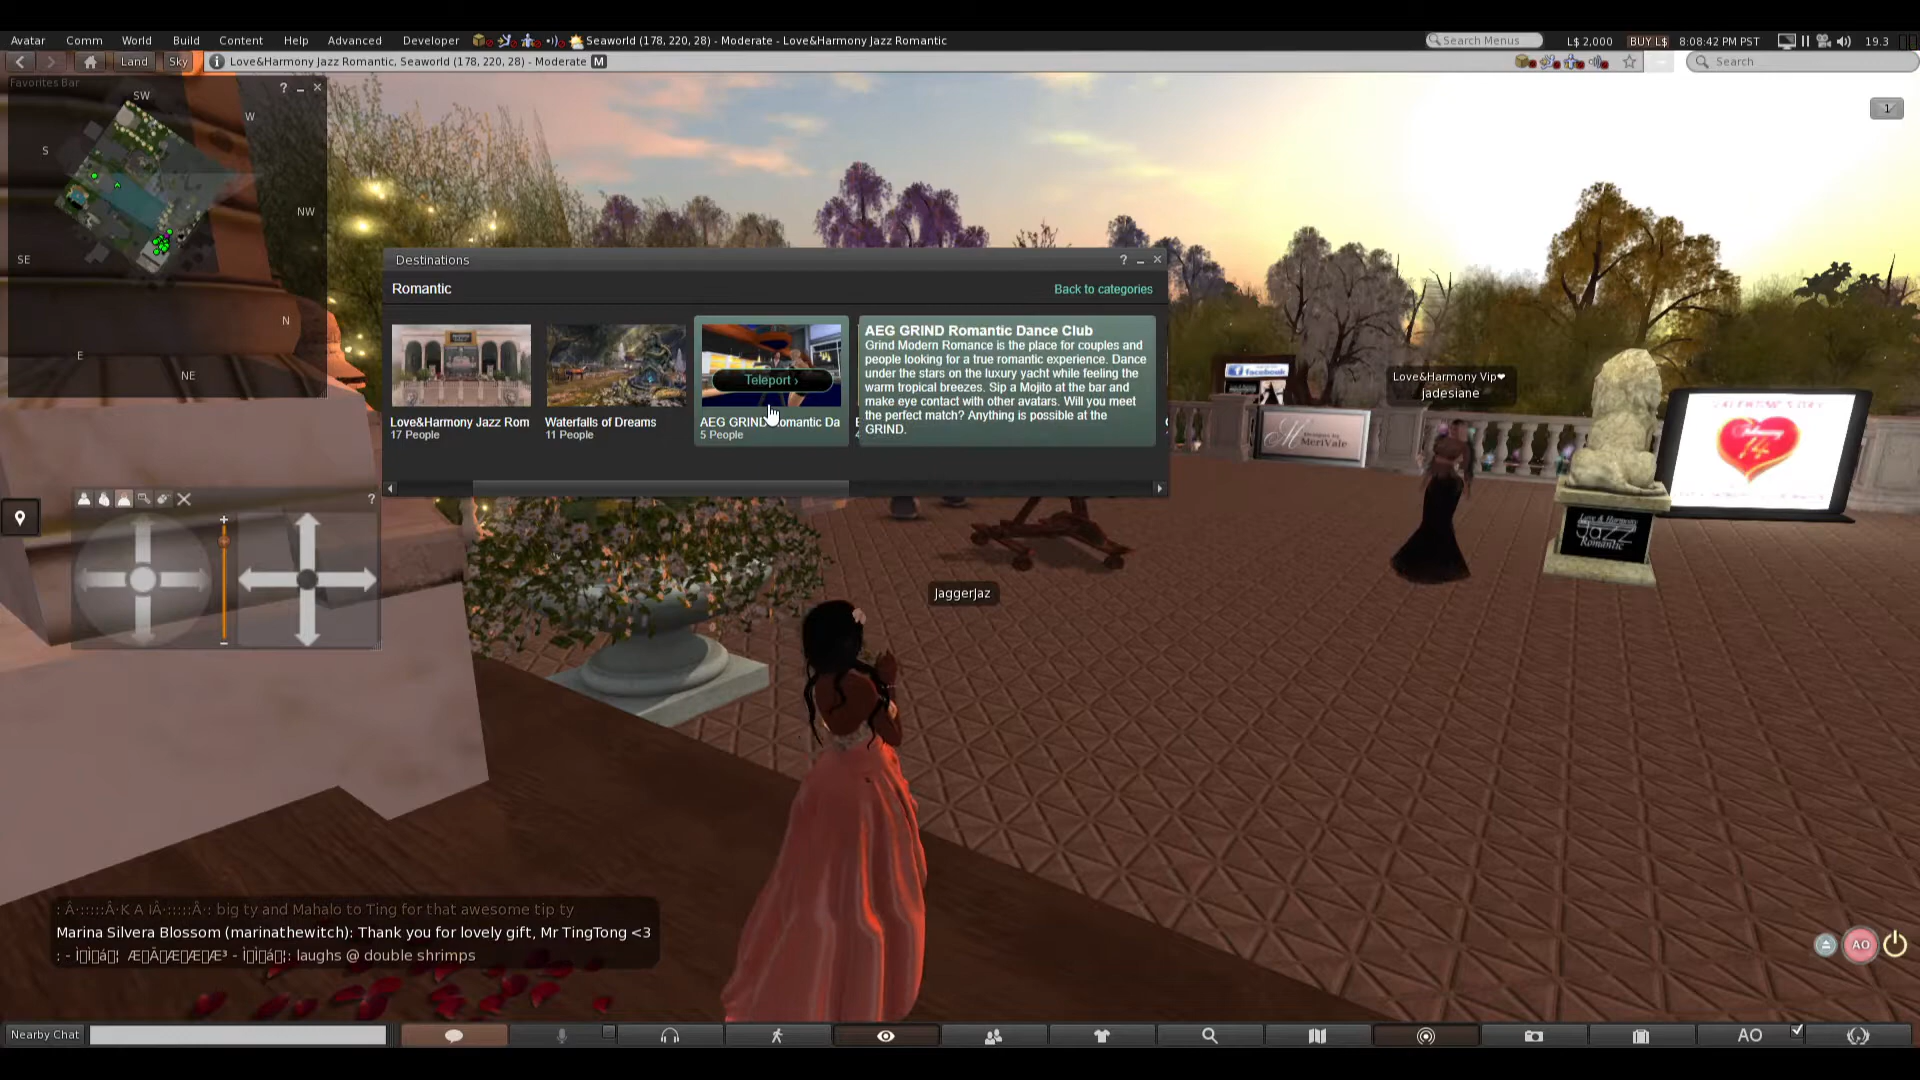 Avatar Comm World Build Content Help Advanced Developer Seaworld (178, 220, 28) - Moderate - Love&Harmony Jazz Romantic Search Menus L$ 2,000 BUY L$ 8:08:42 PM PST 19.3
Land Sky Love&Harmony Jazz Romantic, Seaworld (178, 220, 28) - Moderate M Search
Favorites Bar ?
SW
W
S
NW
SE
N
E
NE
1
Destinations ?
Romantic Back to categories
Teleport ›
Love&Harmony Jazz Rom
17 People
Waterfalls of Dreams
11 People
AEG GRIND Romantic Da
5 People
AEG GRIND Romantic Dance Club
Grind Modern Romance is the place for couples and
people looking for a true romantic experience. Dance
under the stars on the luxury yacht while feeling the
warm tropical breezes. Sip a Mojito at the bar and
make eye contact with other avatars. Will you meet
the perfect match? Anything is possible at the
GRIND.
facebook
Love&Harmony Vip❤
jadesiane
MeriVale
Love & Harmony
Jazz
Romantic
?
+
−
JaggerJaz
big ty and Mahalo to Ting for that awesome tip ty
Marina Silvera Blossom (marinathewitch): Thank you for lovely gift, Mr TingTong <3
laughs @ double shrimps
AO
Nearby Chat AO